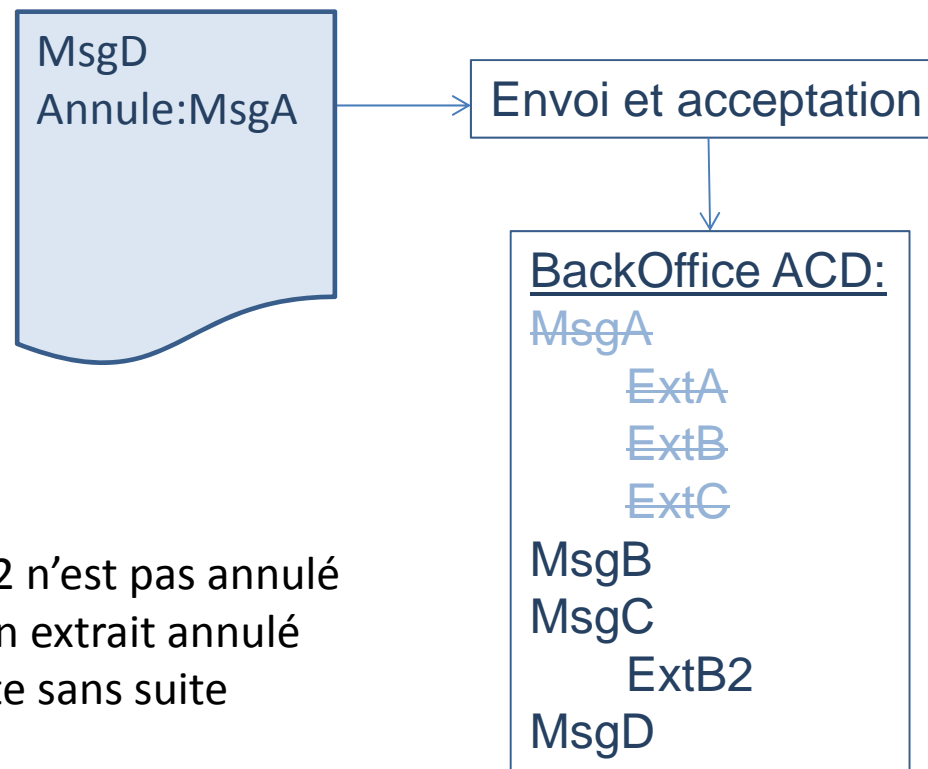 MsgD
Annule:MsgA
Envoi et acceptation
BackOffice ACD:
MsgA
ExtA
ExtB
ExtC
MsgB
MsgC
ExtB2
MsgD
2 n’est pas annulé
n extrait annulé
te sans suite